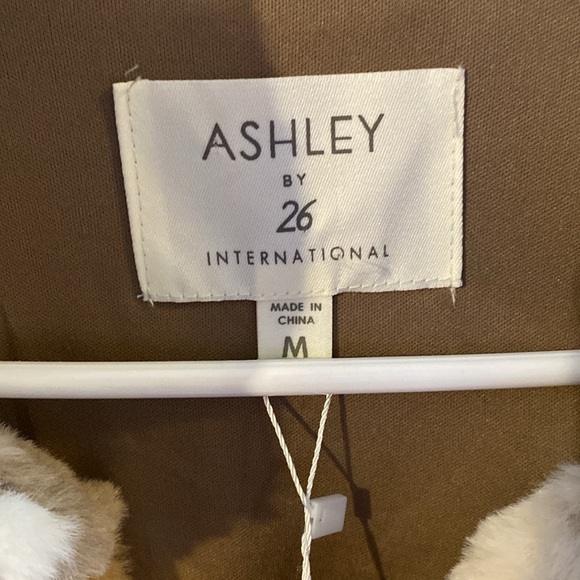 ASHLEY
BY
26
INTERNATIONAL
MADE IN
CHINA
M